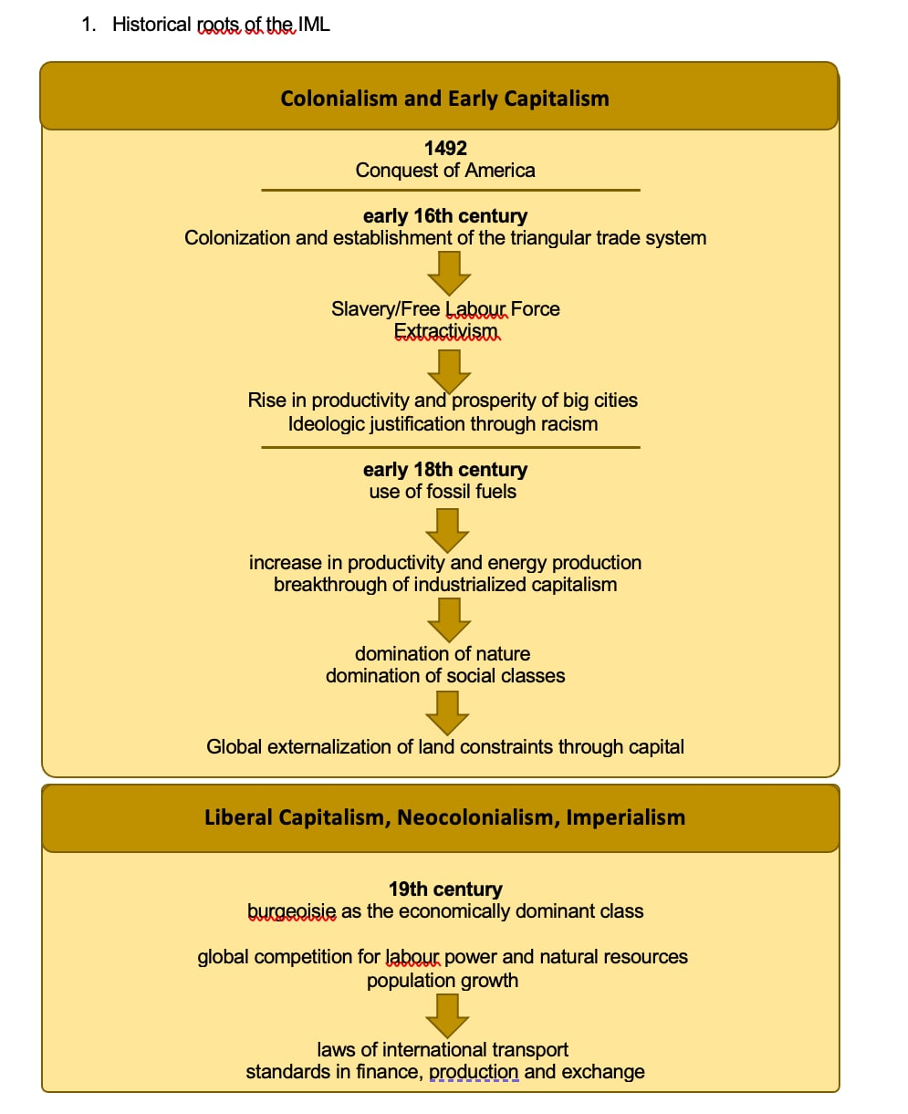 1. Historical roots of the IML
Colonialism and Early Capitalism
1492
Conquest of America
early 16th century
Colonization and establishment of the triangular trade system
Slavery/Free Labour Force
Extractivism
Rise in productivity and prosperity of big cities
Ideologic justification through racism
early 18th century
use of fossil fuels
increase in productivity and energy production
breakthrough of industrialized capitalism
domination of nature
domination of social classes
Global externalization of land constraints through capital
Liberal Capitalism, Neocolonialism, Imperialism
19th century
burgeoisie as the economically dominant class
global competition for labour power and natural resources
population growth
laws of international transport
standards in finance, production and exchange